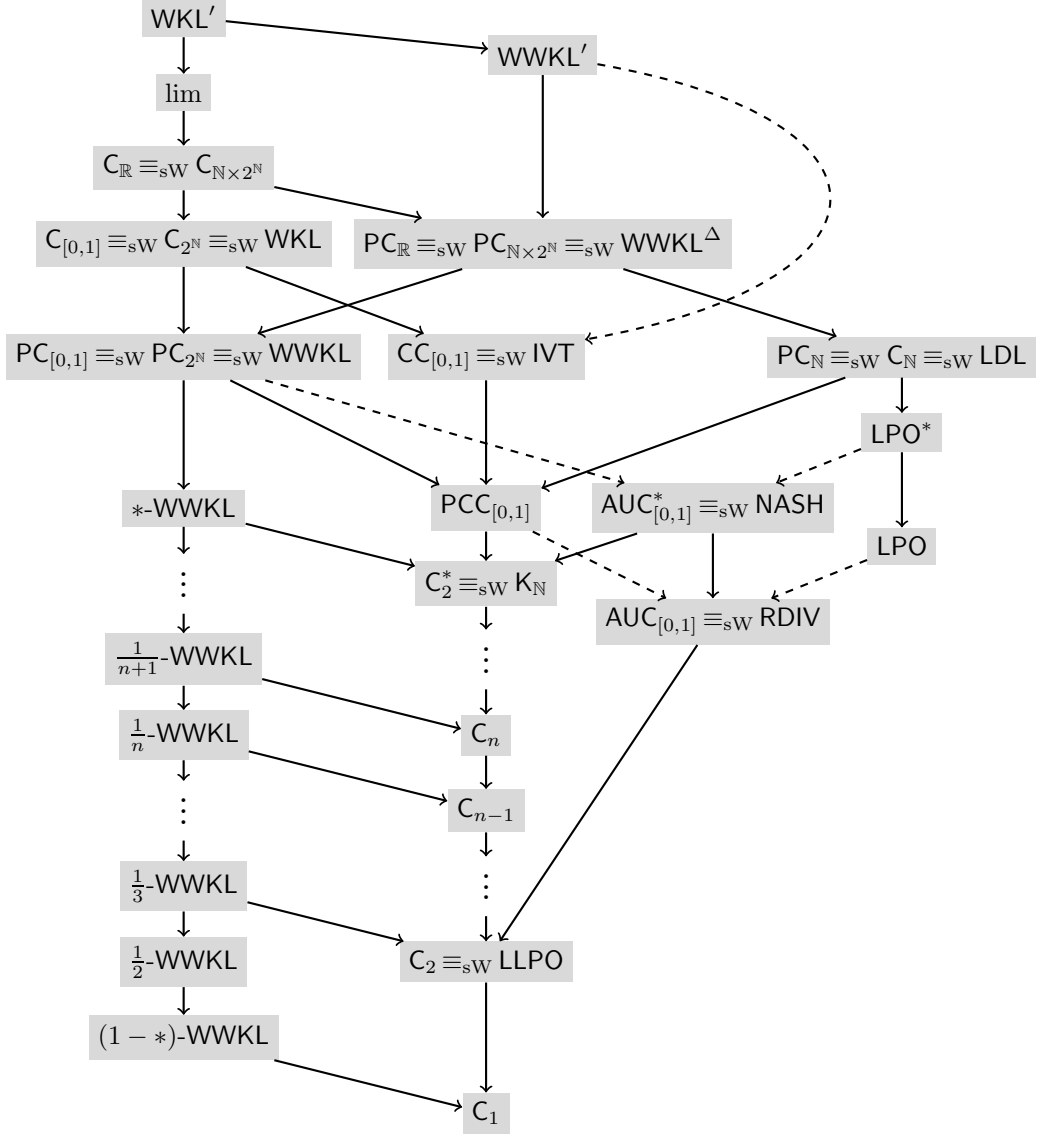 WKL′
WWKL′
lim
C_ℝ ≡_sW C_{ℕ×2^ℕ}
C_{[0,1]} ≡_sW C_{2^ℕ} ≡_sW WKL
PC_ℝ ≡_sW PC_{ℕ×2^ℕ} ≡_sW WWKL^Δ
PC_{[0,1]} ≡_sW PC_{2^ℕ} ≡_sW WWKL
CC_{[0,1]} ≡_sW IVT
PC_ℕ ≡_sW C_ℕ ≡_sW LDL
LPO*
∗-WWKL
PCC_{[0,1]}
AUC*_{[0,1]} ≡_sW NASH
LPO
⋮
C*_2 ≡_sW K_ℕ
AUC_{[0,1]} ≡_sW RDIV
1/(n+1)-WWKL
⋮
1/n-WWKL
C_n
⋮
C_{n−1}
1/3-WWKL
⋮
1/2-WWKL
C_2 ≡_sW LLPO
(1 − ∗)-WWKL
C_1